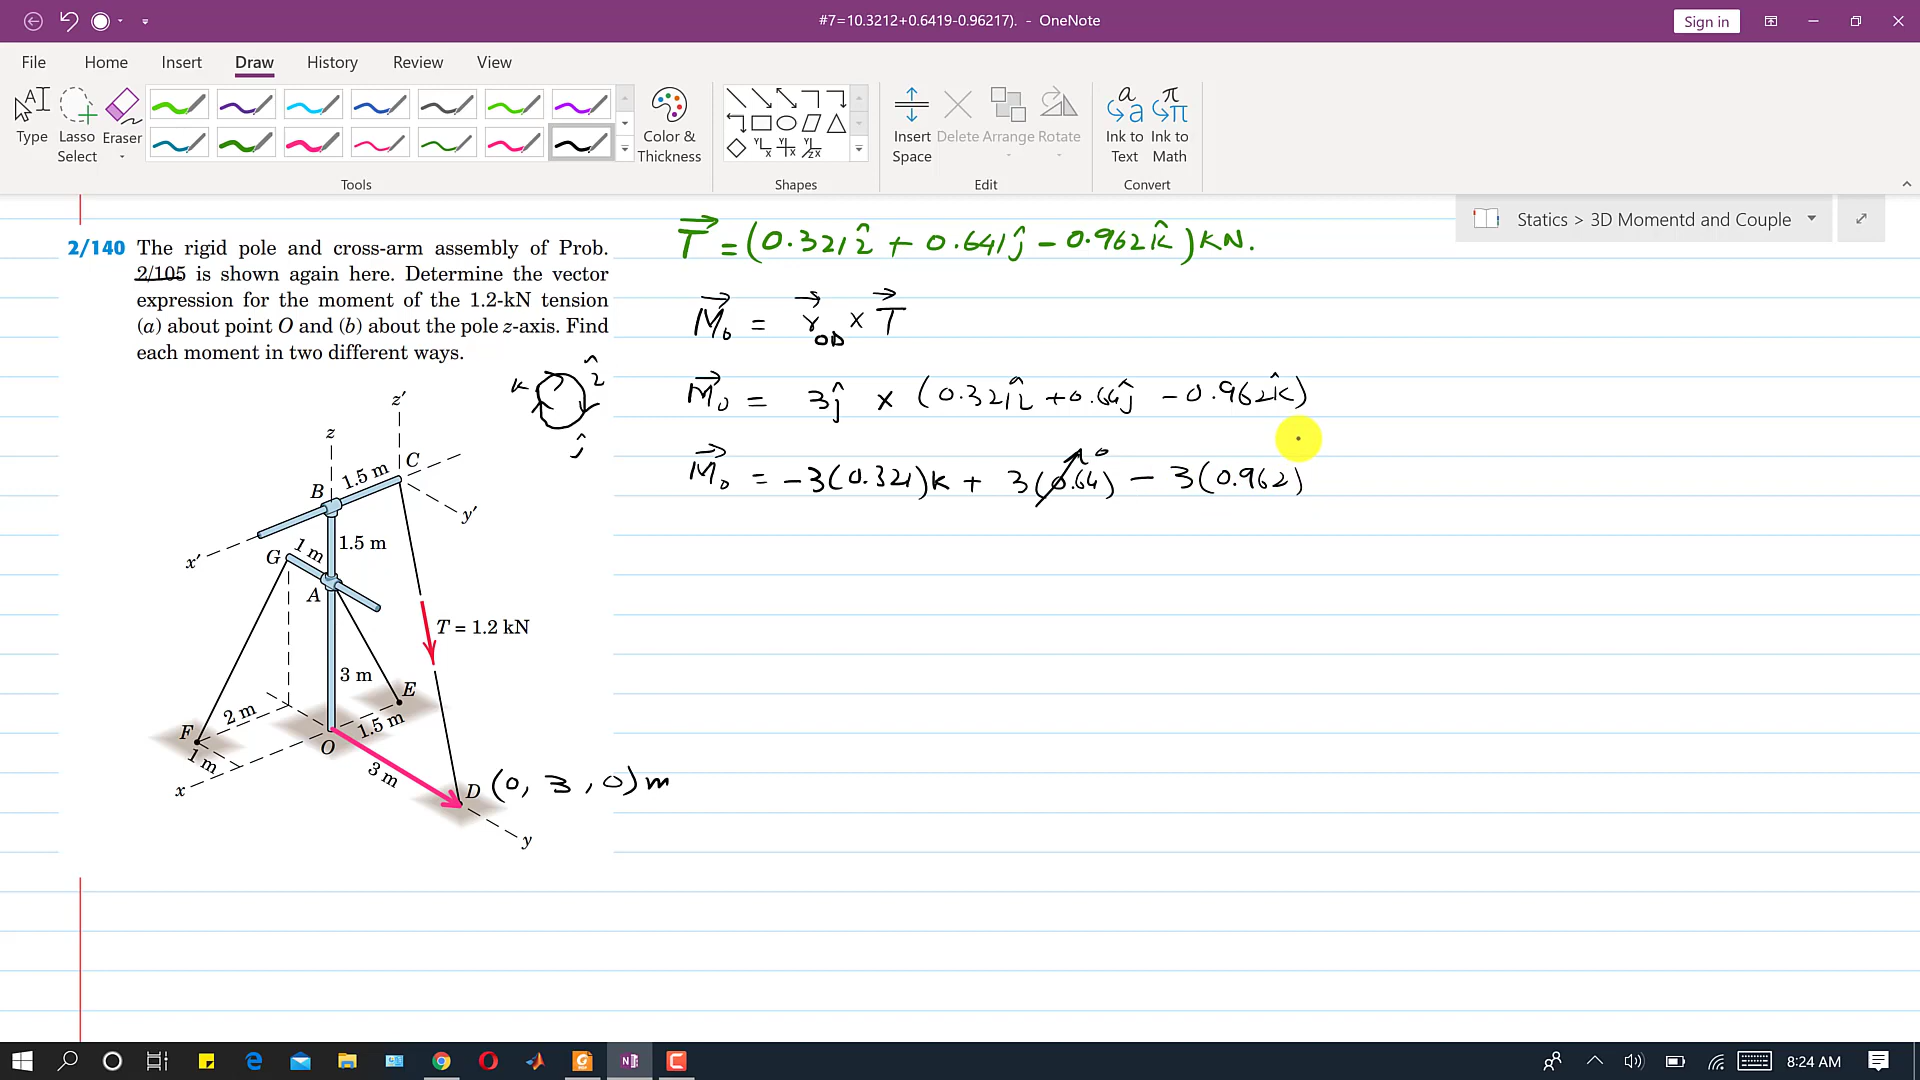 #7=10.3212+0.6419-0.96217). - OneNote
Sign in
File Home Insert Draw History Review View
Type
Lasso Select
Eraser
Color & Thickness
Insert Space
Delete
Arrange
Rotate
a a
Ink to Text
π π
Ink to Math
Tools
Shapes
Edit
Convert
Statics > 3D Momentd and Couple
2/140 The rigid pole and cross-arm assembly of Prob.
2/105 is shown again here. Determine the vector
expression for the moment of the 1.2-kN tension
(a) about point O and (b) about the pole z-axis. Find
each moment in two different ways.
T = (0.321î + 0.641ĵ - 0.962k̂) KN.
M₀ = r_OD × T
M₀ = 3ĵ × (0.321î + 0.64ĵ - 0.962k̂)
M₀ = -3(0.321)k + 3(0.64) 0 - 3(0.962)
k î ĵ
z′
z
C
1.5 m
B
y′
1.5 m
x′
G
1 m
A
T = 1.2 kN
3 m
E
2 m
1.5 m
F
O
1 m
3 m
x
D (0, 3, 0)m
y
8:24 AM